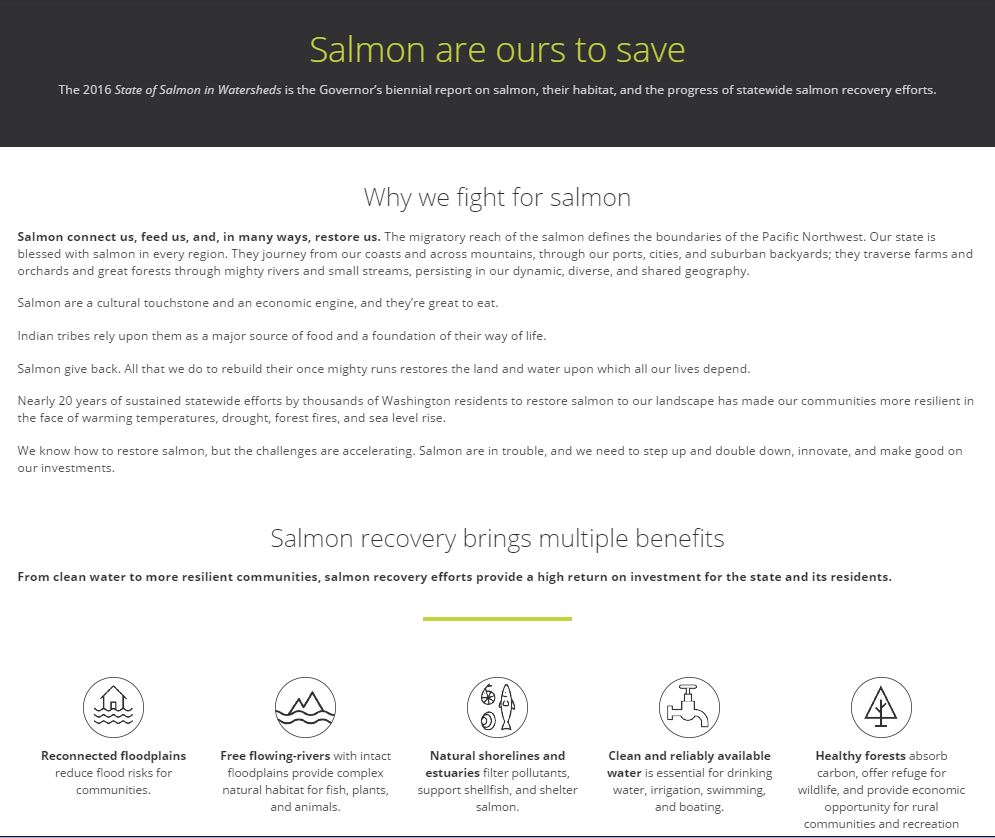 Salmon are ours to save
The 2016 State of Salmon in Watersheds is the Governor's biennial report on salmon, their habitat, and the progress of statewide salmon recovery efforts.
Why we fight for salmon
Salmon connect us, feed us, and, in many ways, restore us. The migratory reach of the salmon defines the boundaries of the Pacific Northwest. Our state is
blessed with salmon in every region. They journey from our coasts and across mountains, through our ports, cities, and suburban backyards; they traverse farms and
orchards and great forests through mighty rivers and small streams, persisting in our dynamic, diverse, and shared geography.
Salmon are a cultural touchstone and an economic engine, and they're great to eat.
Indian tribes rely upon them as a major source of food and a foundation of their way of life.
Salmon give back. All that we do to rebuild their once mighty runs restores the land and water upon which all our lives depend.
Nearly 20 years of sustained statewide efforts by thousands of Washington residents to restore salmon to our landscape has made our communities more resilient in
the face of warming temperatures, drought, forest fires, and sea level rise.
We know how to restore salmon, but the challenges are accelerating. Salmon are in trouble, and we need to step up and double down, innovate, and make good on
our investments.
Salmon recovery brings multiple benefits
From clean water to more resilient communities, salmon recovery efforts provide a high return on investment for the state and its residents.
Reconnected floodplains
reduce flood risks for
communities.
Free flowing-rivers with intact
floodplains provide complex
natural habitat for fish, plants,
and animals.
Natural shorelines and
estuaries filter pollutants,
support shellfish, and shelter
salmon.
Clean and reliably available
water is essential for drinking
water, irrigation, swimming,
and boating.
Healthy forests absorb
carbon, offer refuge for
wildlife, and provide economic
opportunity for rural
communities and recreation